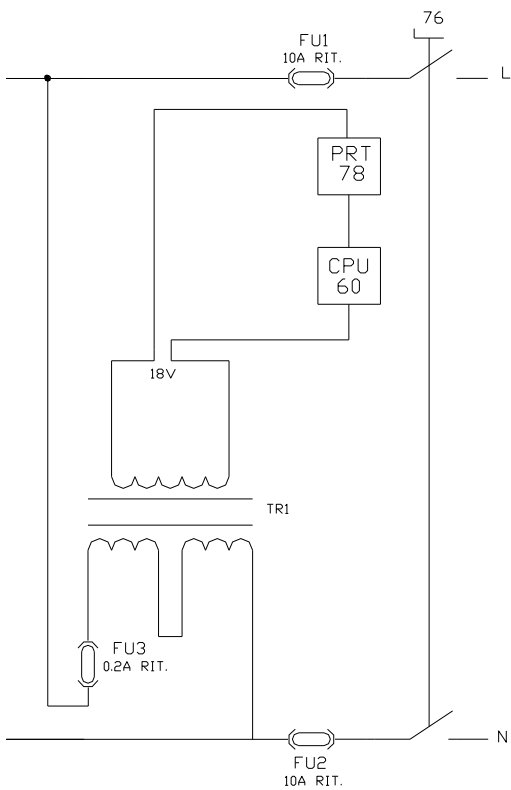 76
FU1
10A RIT.
L
PRT
78
CPU
60
18V
TR1
FU3
0.2A RIT.
N
FU2
10A RIT.